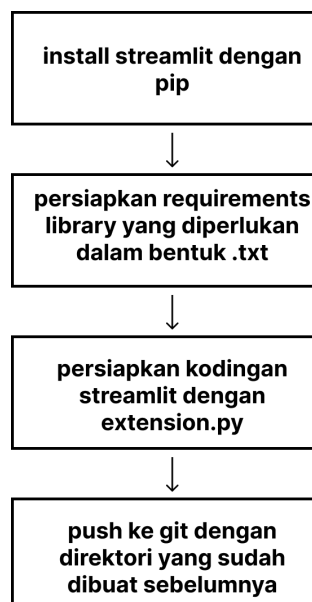 install streamlit dengan
pip
persiapkan requirements
library yang diperlukan
dalam bentuk .txt
persiapkan kodingan
streamlit dengan
extension.py
push ke git dengan
direktori yang sudah
dibuat sebelumnya